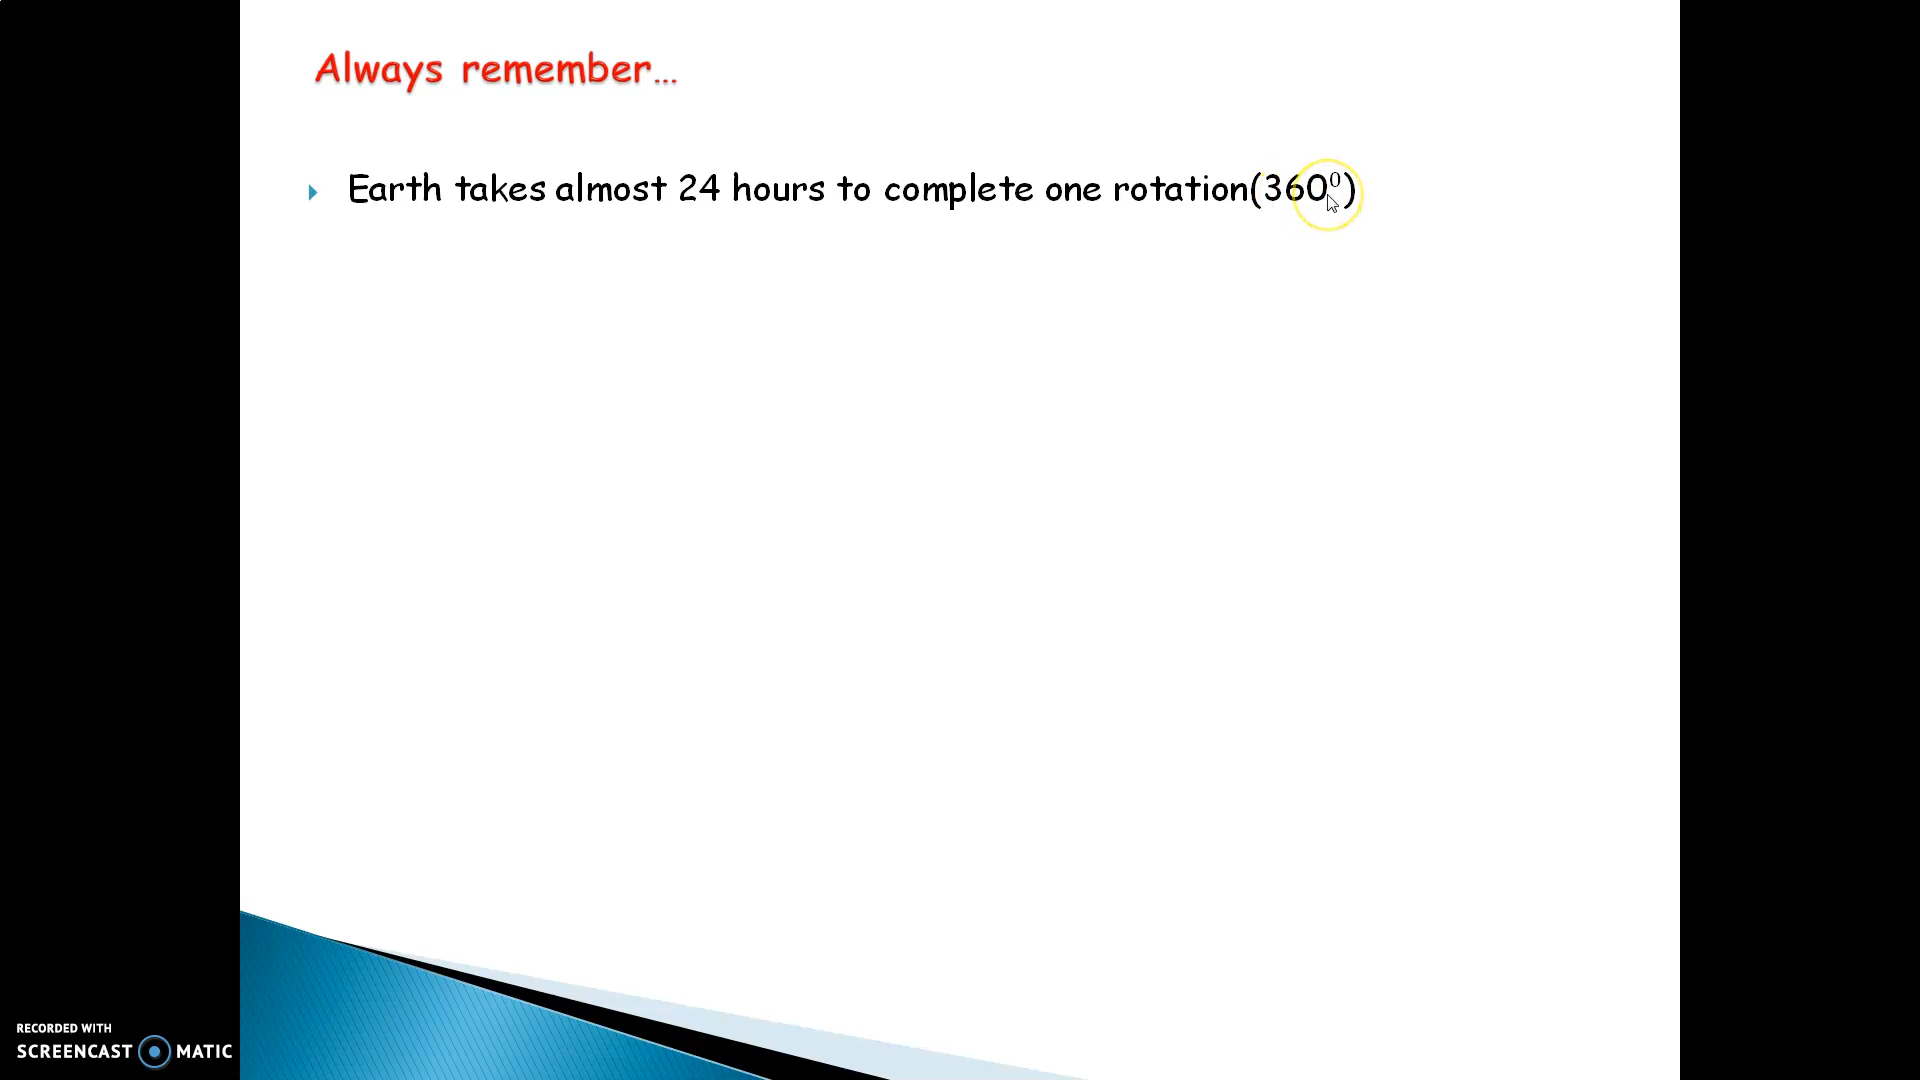 Always remember...
Earth takes almost 24 hours to complete one rotation(360⁰)
RECORDED WITH
SCREENCAST MATIC